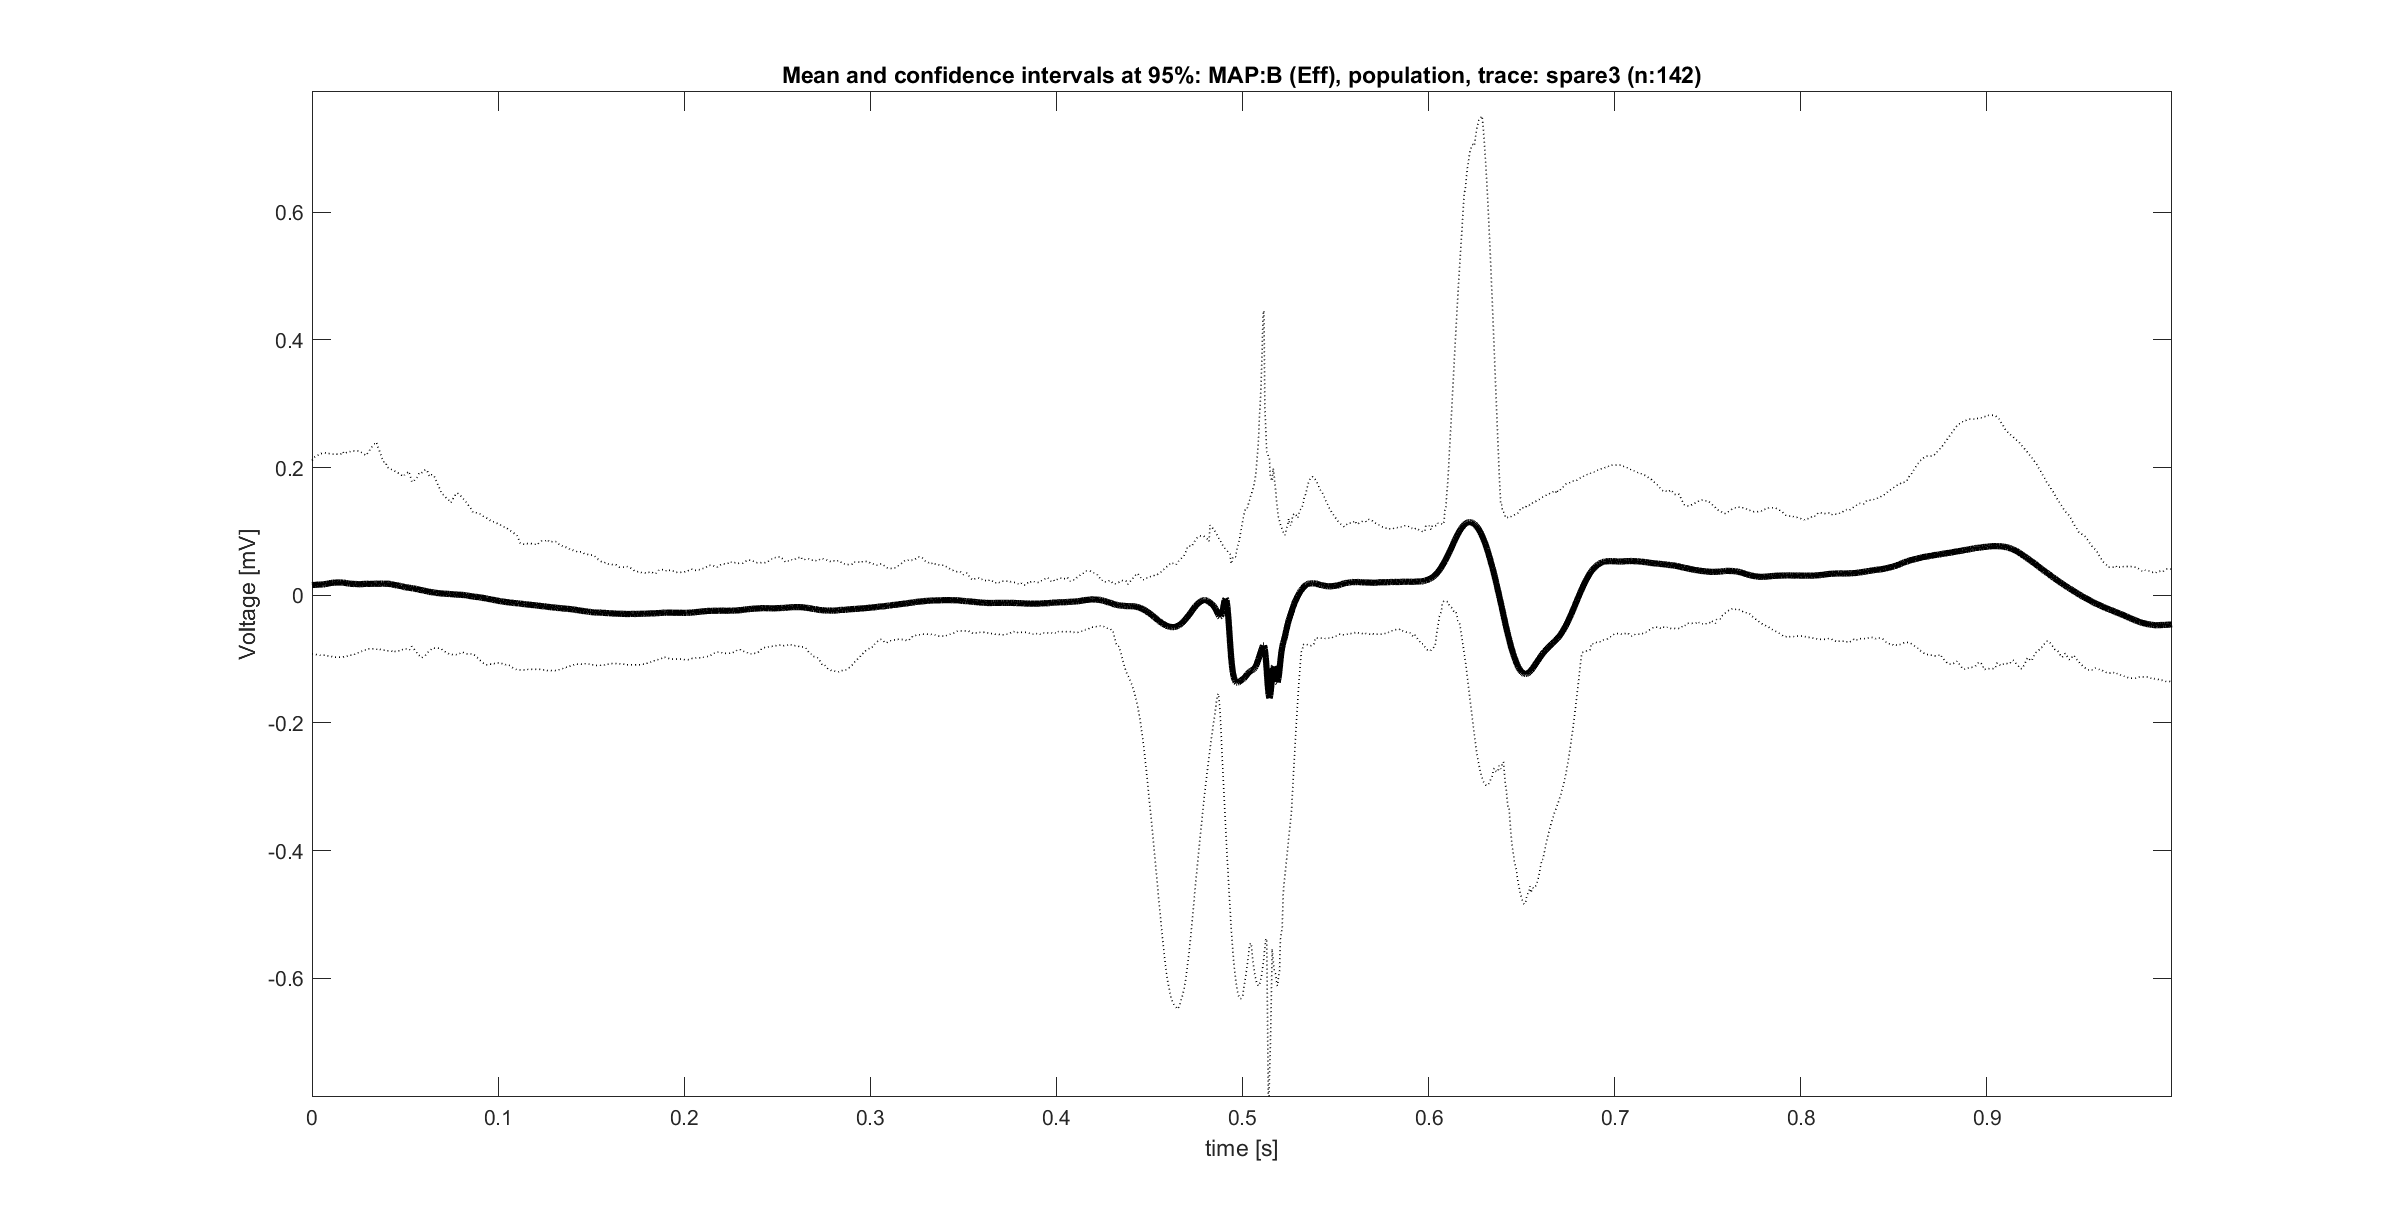 Mean and confidence intervals at 95%: MAP:B (Eff), population, trace: spare3 (n:142)
0.6
0.4
0.2
0
-0.2
-0.4
-0.6
Voltage [mV]
0 0.1 0.2 0.3 0.4 0.5 0.6 0.7 0.8 0.9
time [s]